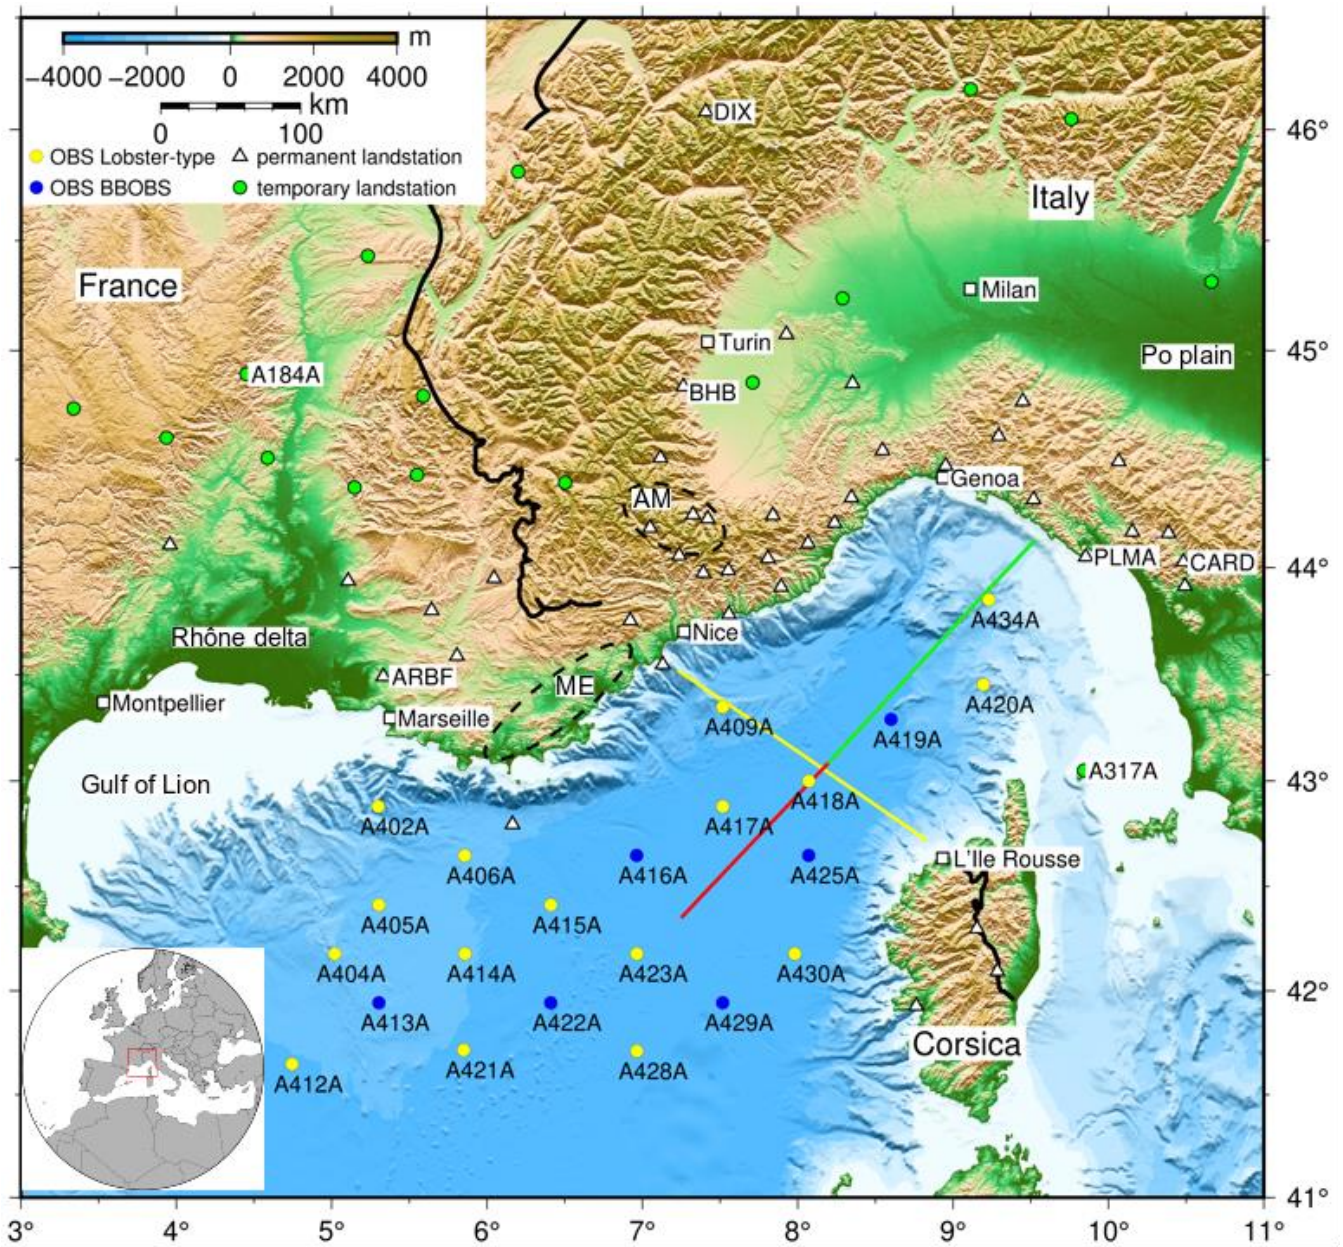 m
−4000 −2000 0 2000 4000
km
0 100
OBS Lobster-type
permanent landstation
OBS BBOBS
temporary landstation
DIX
46°
Italy
France
Milan
Turin
Po plain
45°
A184A
BHB
Genoa
AM
PLMA
CARD
44°
A434A
Rhône delta
Nice
ARBF
ME
Montpellier
Marseille
A420A
A409A
A419A
Gulf of Lion
A317A
43°
A418A
A402A
A417A
L'Ile Rousse
A406A
A416A
A425A
A405A
A415A
A404A
A414A
A423A
A430A
42°
A413A
A422A
A429A
Corsica
A412A
A421A
A428A
41°
3° 4° 5° 6° 7° 8° 9° 10° 11°